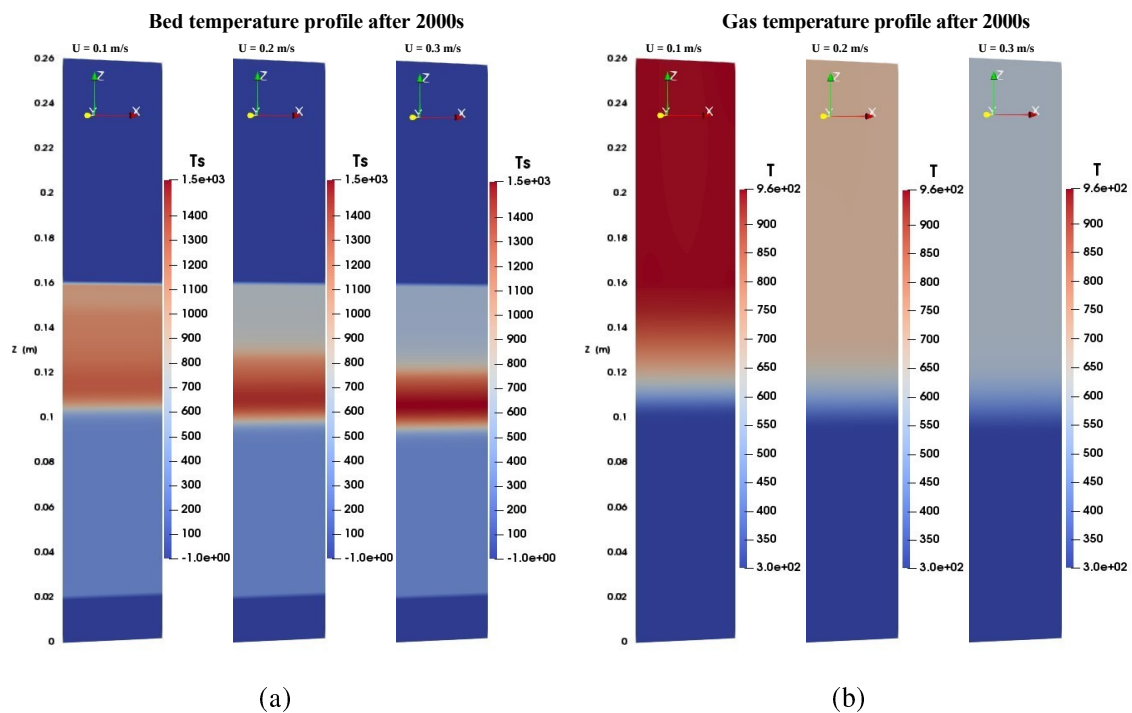 Bed temperature profile after 2000s
U = 0.1 m/s
U = 0.2 m/s
U = 0.3 m/s
0.26
0.24
0.22
0.2
0.18
0.16
0.14
Z (m)
0.12
0.1
0.08
0.06
0.04
0.02
0
Z
Y
X
Z
Y
X
Z
Y
X
Ts
1.5e+03
1400
1300
1200
1100
1000
900
800
700
600
500
400
300
200
100
-1.0e+00
Ts
1.5e+03
1400
1300
1200
1100
1000
900
800
700
600
500
400
300
200
100
-1.0e+00
Ts
1.5e+03
1400
1300
1200
1100
1000
900
800
700
600
500
400
300
200
100
-1.0e+00
(a)
Gas temperature profile after 2000s
U = 0.1 m/s
U = 0.2 m/s
U = 0.3 m/s
0.26
0.24
0.22
0.2
0.18
0.16
0.14
Z (m)
0.12
0.1
0.08
0.06
0.04
0.02
0
Z
Y
X
Z
Y
X
Z
Y
X
T
9.6e+02
900
850
800
750
700
650
600
550
500
450
400
350
3.0e+02
T
9.6e+02
900
850
800
750
700
650
600
550
500
450
400
350
3.0e+02
T
9.6e+02
900
850
800
750
700
650
600
550
500
450
400
350
3.0e+02
(b)